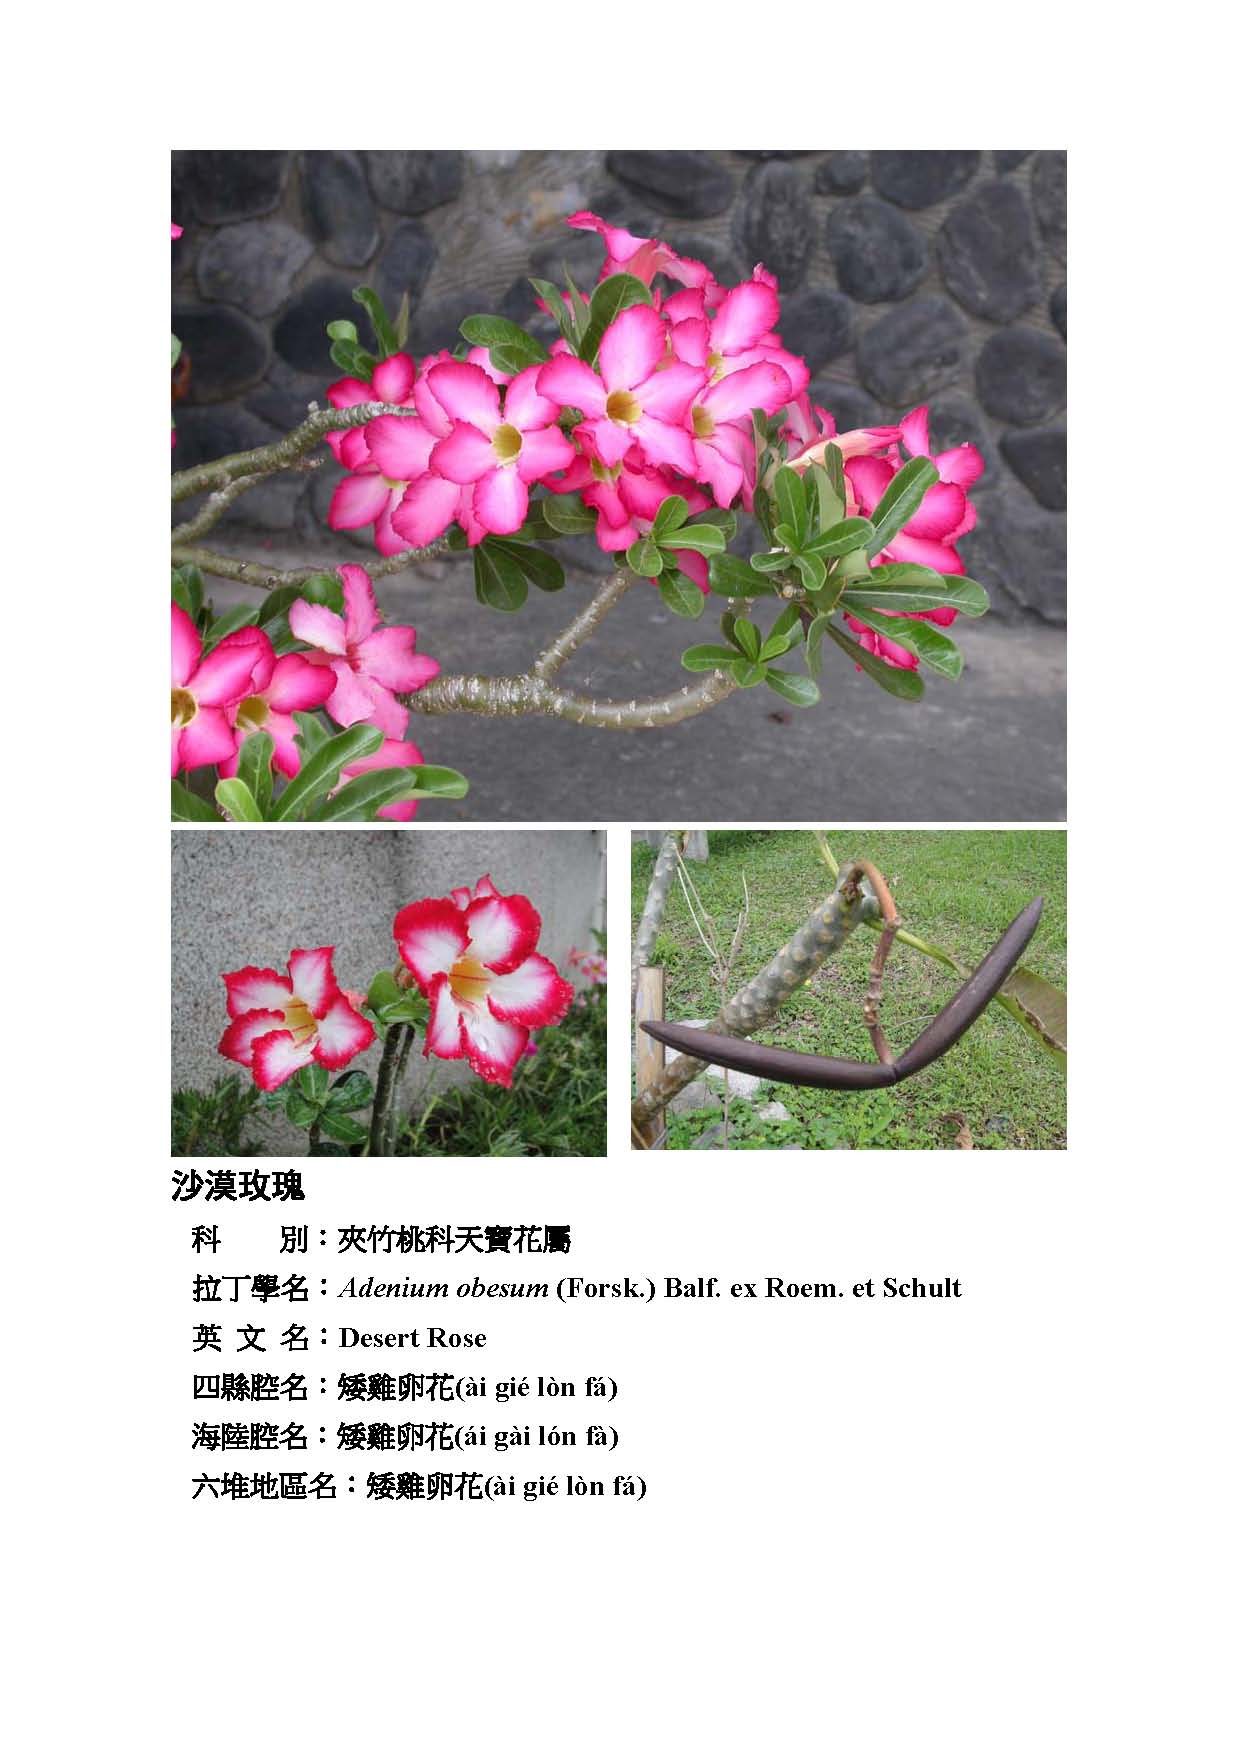 沙漠玫瑰
科　　別：夾竹桃科天寶花屬
拉丁學名：Adenium obesum (Forsk.) Balf. ex Roem. et Schult
英 文 名：Desert Rose
四縣腔名：矮雞卵花(ài gié lòn fá)
海陸腔名：矮雞卵花(ái gài lón fà)
六堆地區名：矮雞卵花(ài gié lòn fá)